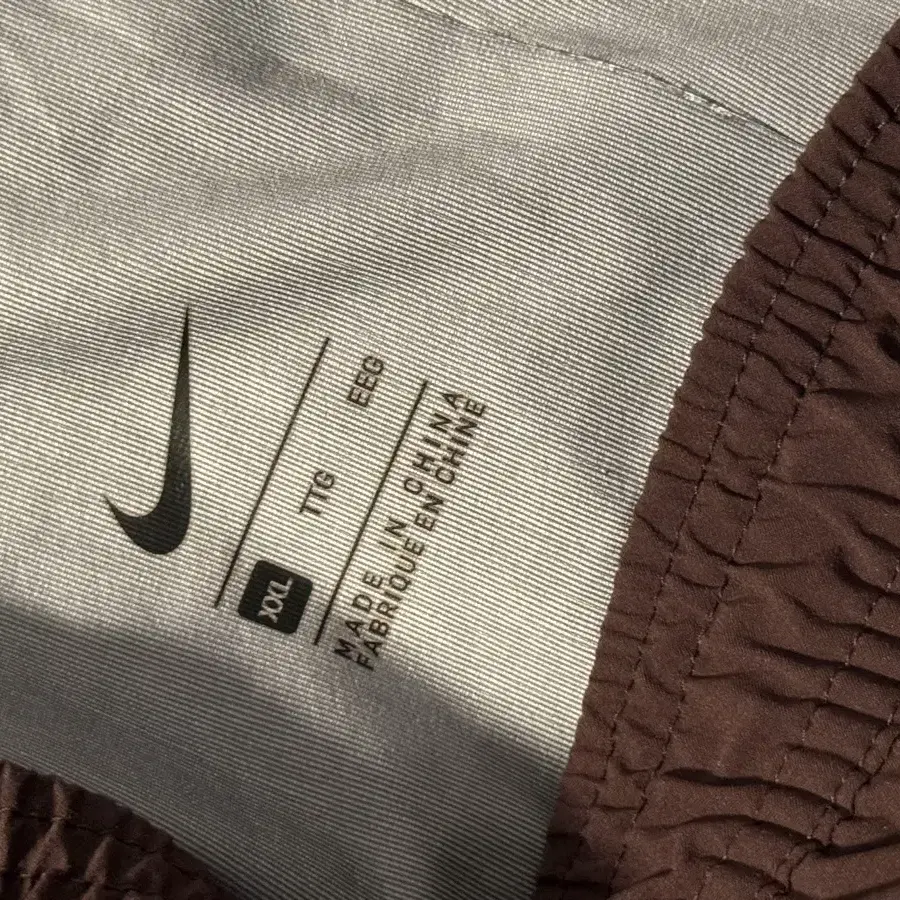 XXL TTG EEG
MADE IN CHINA
FABRIQUE EN CHINE